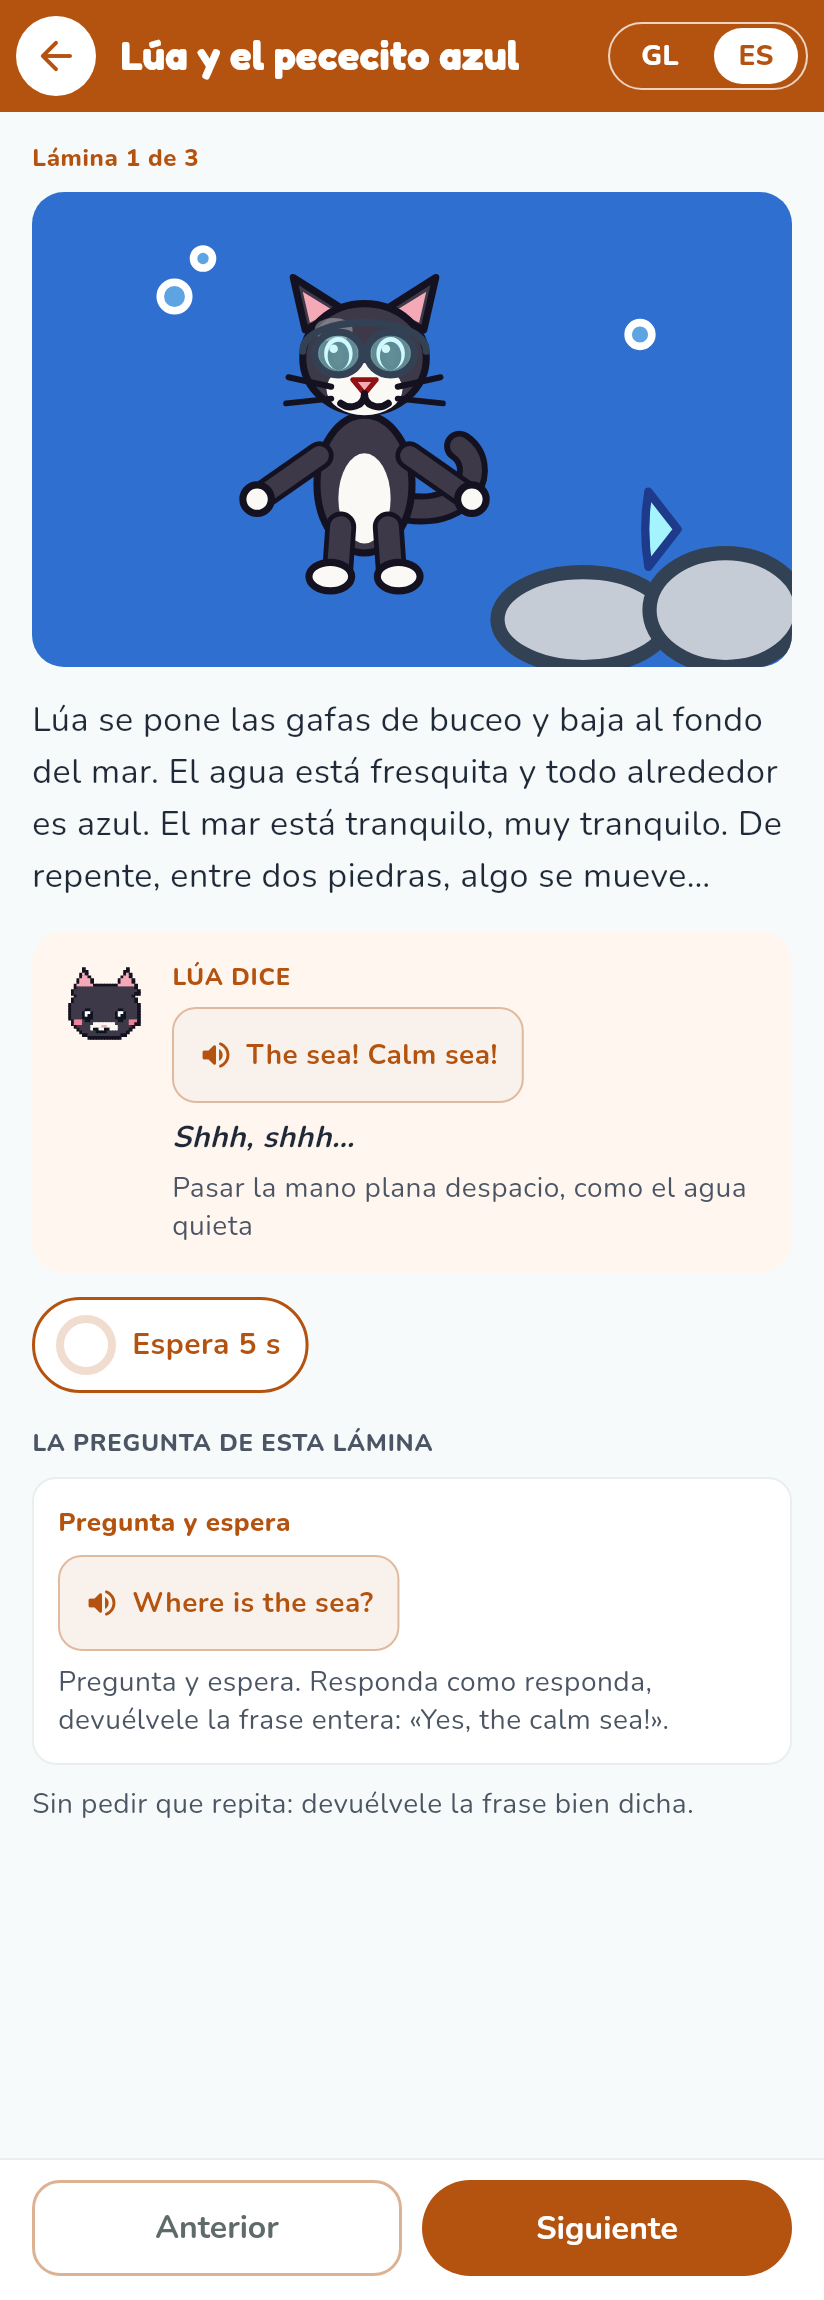 Lúa y el pececito azul
GL
ES
Lámina 1 de 3
Lúa se pone las gafas de buceo y baja al fondo
del mar. El agua está fresquita y todo alrededor
es azul. El mar está tranquilo, muy tranquilo. De
repente, entre dos piedras, algo se mueve...
LÚA DICE
The sea! Calm sea!
Shhh, shhh...
Pasar la mano plana despacio, como el agua
quieta
Espera 5 s
LA PREGUNTA DE ESTA LÁMINA
Pregunta y espera
Where is the sea?
Pregunta y espera. Responda como responda,
devuélvele la frase entera: «Yes, the calm sea!».
Sin pedir que repita: devuélvele la frase bien dicha.
Anterior
Siguiente